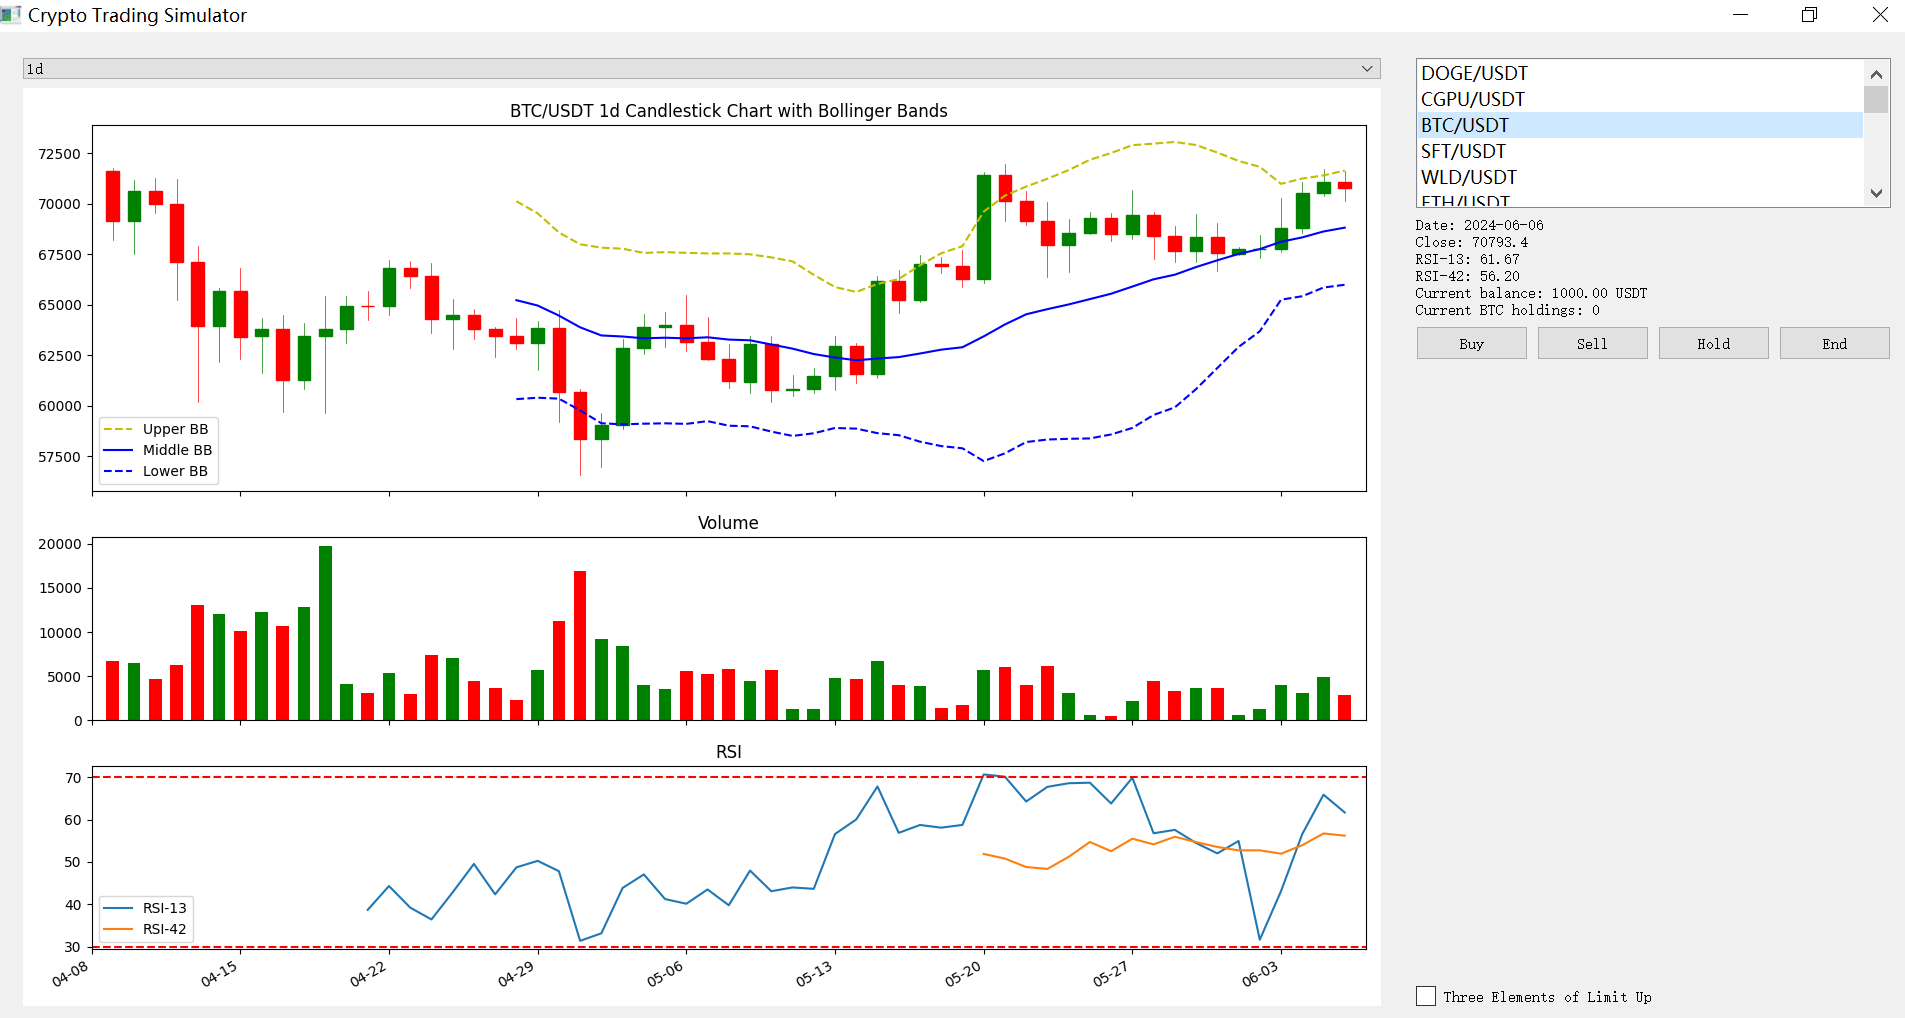 Crypto Trading Simulator
1d
BTC/USDT 1d Candlestick Chart with Bollinger Bands
72500
70000
67500
65000
62500
60000
57500
Upper BB
Middle BB
Lower BB
Volume
20000
15000
10000
5000
0
RSI
70
60
50
40
30
RSI-13
RSI-42
04-08
04-15
04-22
04-29
05-06
05-13
05-20
05-27
06-03
DOGE/USDT
CGPU/USDT
BTC/USDT
SFT/USDT
WLD/USDT
ETH/USDT
Date: 2024-06-06
Close: 70793.4
RSI-13: 61.67
RSI-42: 56.20
Current balance: 1000.00 USDT
Current BTC holdings: 0
Buy
Sell
Hold
End
Three Elements of Limit Up